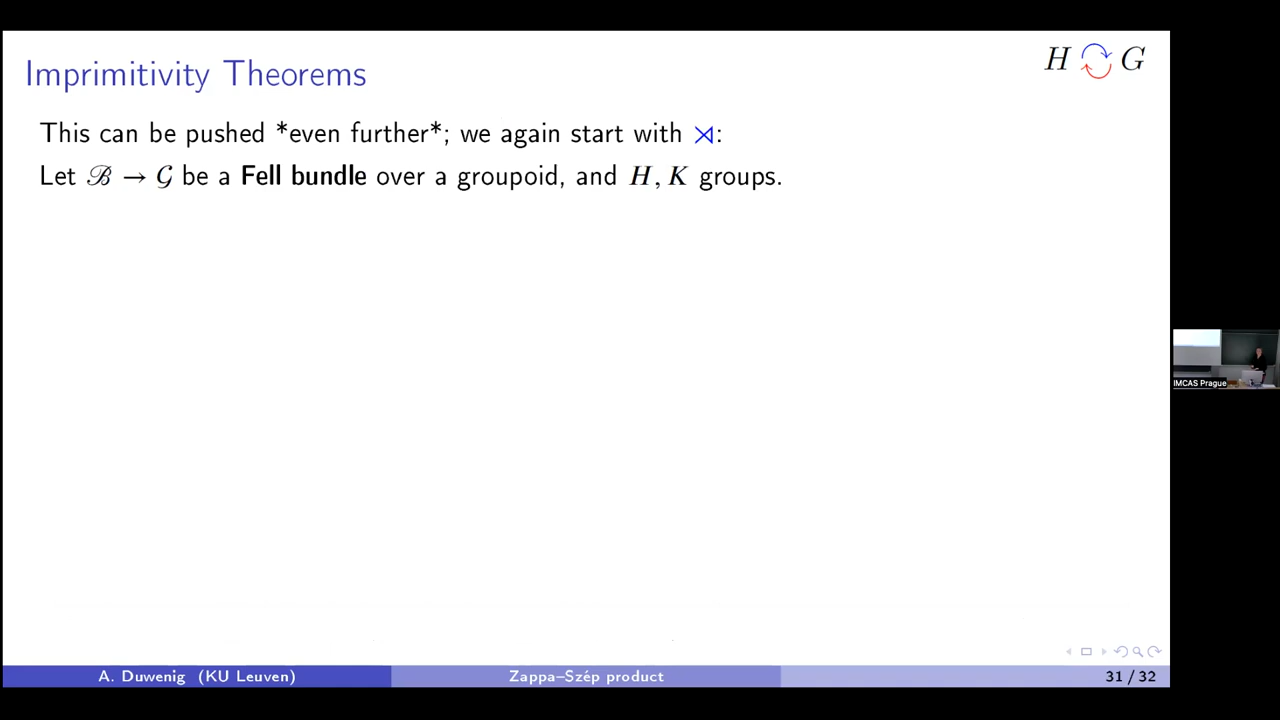 Imprimitivity Theorems
H G
This can be pushed *even further*; we again start with ⋊:
Let ℬ → 𝒢 be a Fell bundle over a groupoid, and H, K groups.
IMCAS Prague
A. Duwenig (KU Leuven)
Zappa–Szép product
31 / 32